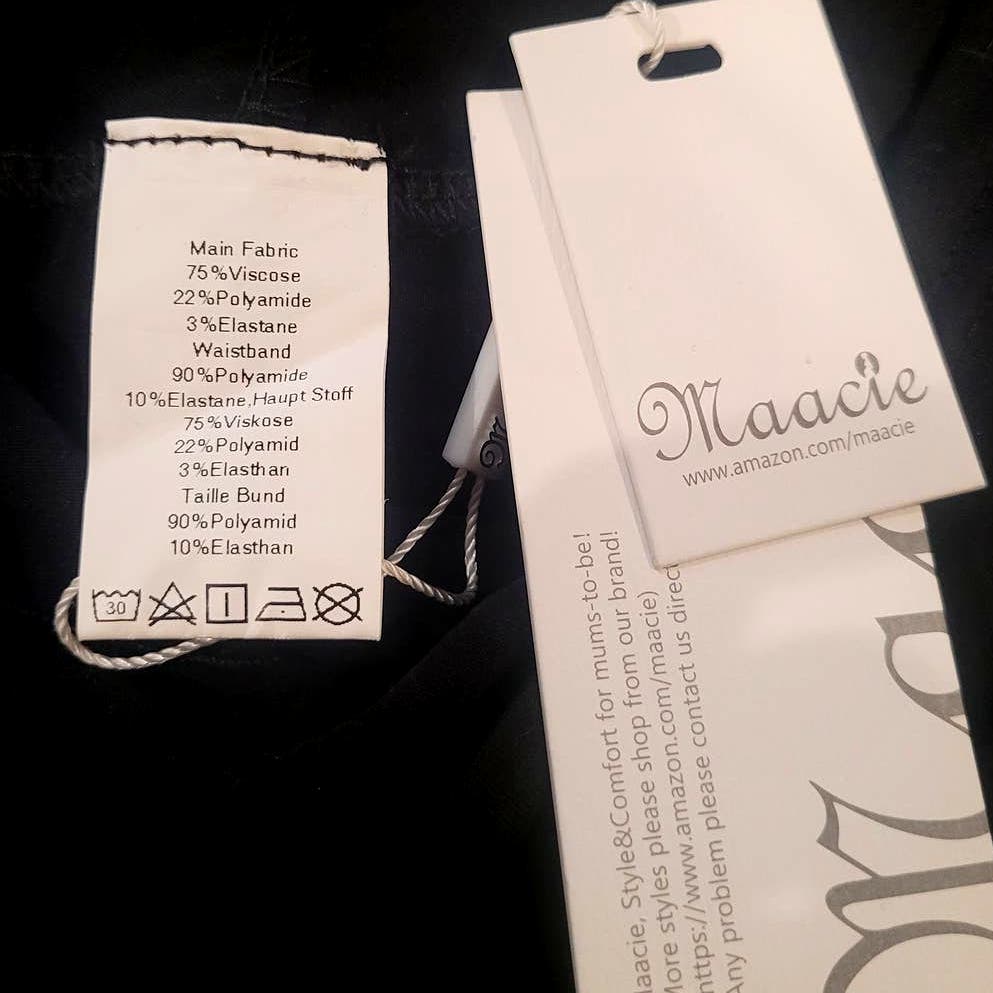 Main Fabric
75%Viscose
22%Polyamide
3%Elastane
Waistband
90%Polyamide
10%Elastane,Haupt Stoff
75%Viskose
22%Polyamid
3%Elasthan
Taille Bund
90%Polyamid
10%Elasthan
30
Maacie
www.amazon.com/maacie
aacie, Style&Comfort for mums-to-be!
ore styles please shop from our brand!
https://www.amazon.com/maacie)
Any problem please contact us direc